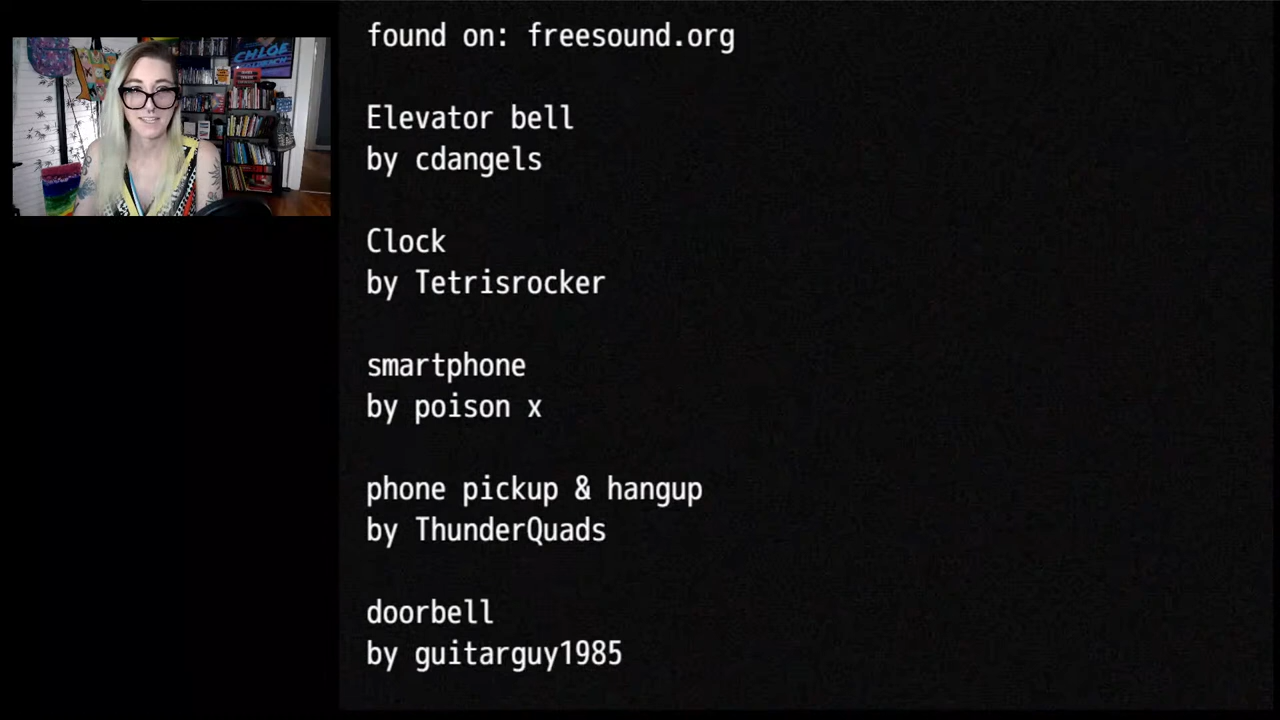 CHLOE
found on: freesound.org
Elevator bell
by cdangels
Clock
by Tetrisrocker
smartphone
by poison x
phone pickup & hangup
by ThunderQuads
doorbell
by guitarguy1985